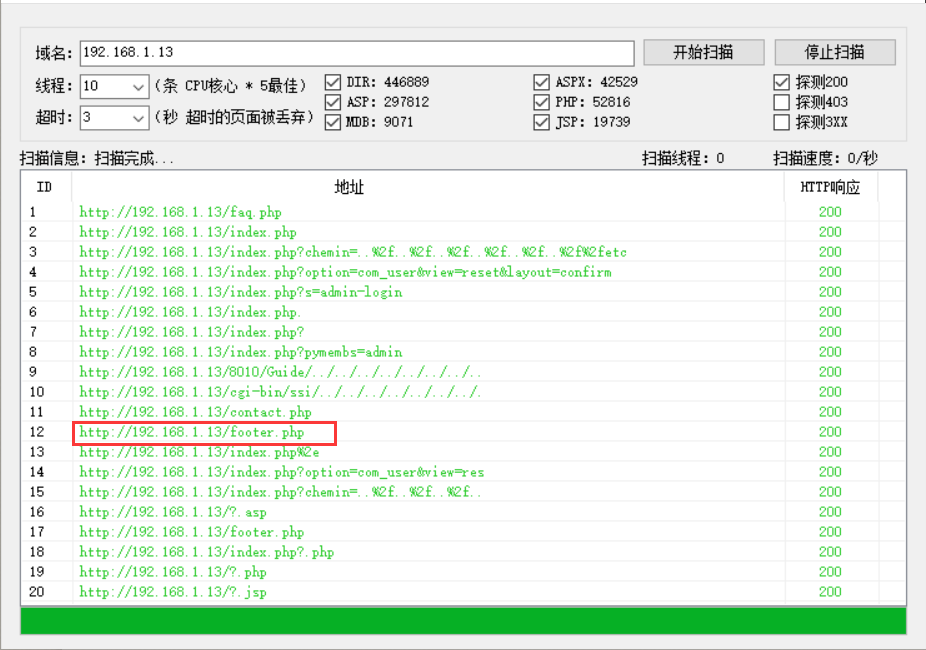 域名: 192.168.1.13 开始扫描 停止扫描
线程: 10 (条 CPU核心 * 5最佳) DIR: 446889 ASPX: 42529 探测200
ASP: 297812 PHP: 52816 探测403
超时: 3 (秒 超时的页面被丢弃) MDB: 9071 JSP: 19739 探测3XX
扫描信息: 扫描完成... 扫描线程: 0 扫描速度: 0/秒
ID 地址 HTTP响应
1 http://192.168.1.13/faq.php 200
2 http://192.168.1.13/index.php 200
3 http://192.168.1.13/index.php?chemin=..%2f..%2f..%2f..%2f..%2f..%2f%2fetc 200
4 http://192.168.1.13/index.php?option=com_user&view=reset&layout=confirm 200
5 http://192.168.1.13/index.php?s=admin-login 200
6 http://192.168.1.13/index.php. 200
7 http://192.168.1.13/index.php? 200
8 http://192.168.1.13/index.php?pymembs=admin 200
9 http://192.168.1.13/8010/Guide/../../../../../../../.. 200
10 http://192.168.1.13/cgi-bin/ssi/../../../../../../../. 200
11 http://192.168.1.13/contact.php 200
12 http://192.168.1.13/footer.php 200
13 http://192.168.1.13/index.php%2e 200
14 http://192.168.1.13/index.php?option=com_user&view=res 200
15 http://192.168.1.13/index.php?chemin=..%2f..%2f..%2f.. 200
16 http://192.168.1.13/?.asp 200
17 http://192.168.1.13/footer.php 200
18 http://192.168.1.13/index.php?.php 200
19 http://192.168.1.13/?.php 200
20 http://192.168.1.13/?.jsp 200